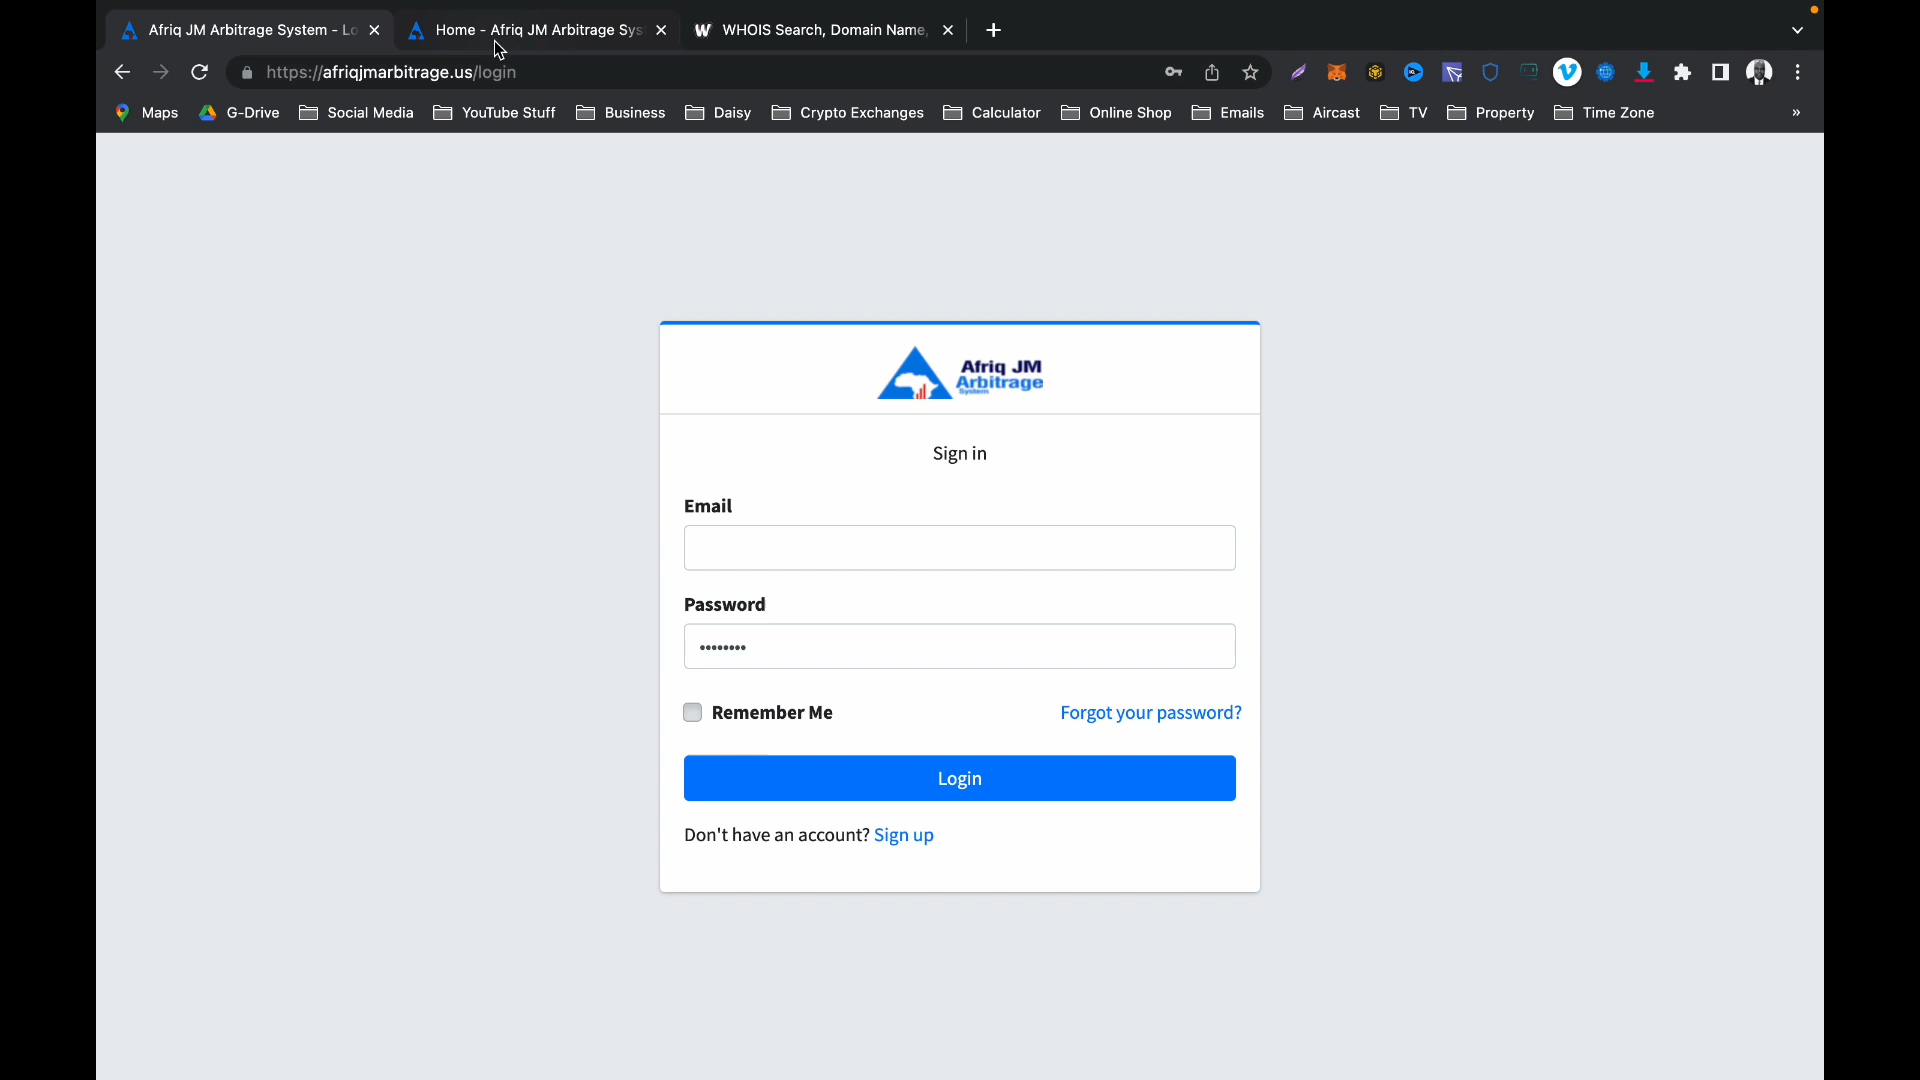 Afriq JM Arbitrage System - Lo
Home - Afriq JM Arbitrage Sys
W WHOIS Search, Domain Name,
https://afriqjmarbitrage.us/login
Maps G-Drive Social Media YouTube Stuff Business Daisy Crypto Exchanges Calculator Online Shop Emails Aircast TV Property Time Zone »
Afriq JM
Arbitrage
System
Sign in
Email
Password
••••••••
Remember Me Forgot your password?
Login
Don't have an account? Sign up